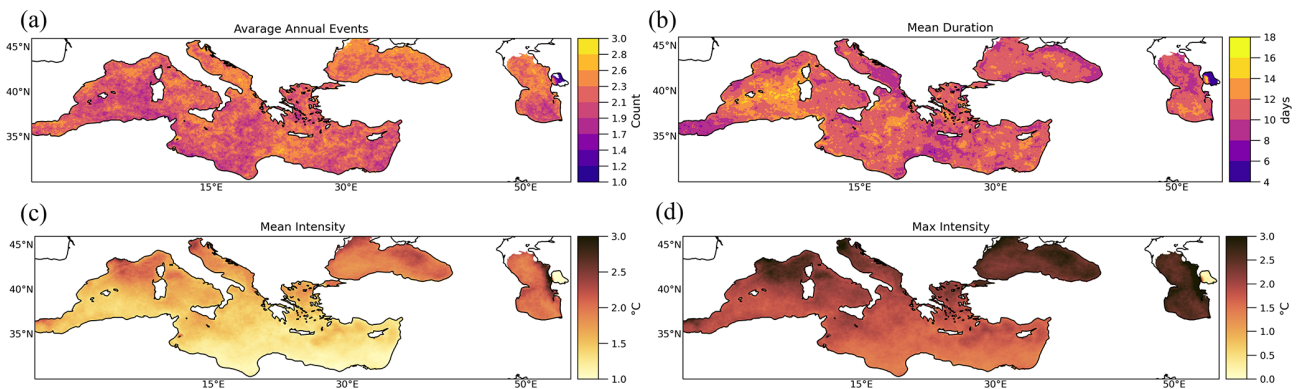 (a)
Avarage Annual Events
45°N
40°N
35°N
15°E
30°E
50°E
3.0
2.8
2.6
2.3
2.1
1.9
1.7
1.4
1.2
1.0
Count
(b)
Mean Duration
45°N
40°N
35°N
15°E
30°E
50°E
18
16
14
12
10
8
6
4
days
(c)
Mean Intensity
45°N
40°N
35°N
15°E
30°E
50°E
3.0
2.5
2.0
1.5
1.0
°C
(d)
Max Intensity
45°N
40°N
35°N
15°E
30°E
50°E
3.0
2.5
2.0
1.5
1.0
0.5
0.0
°C